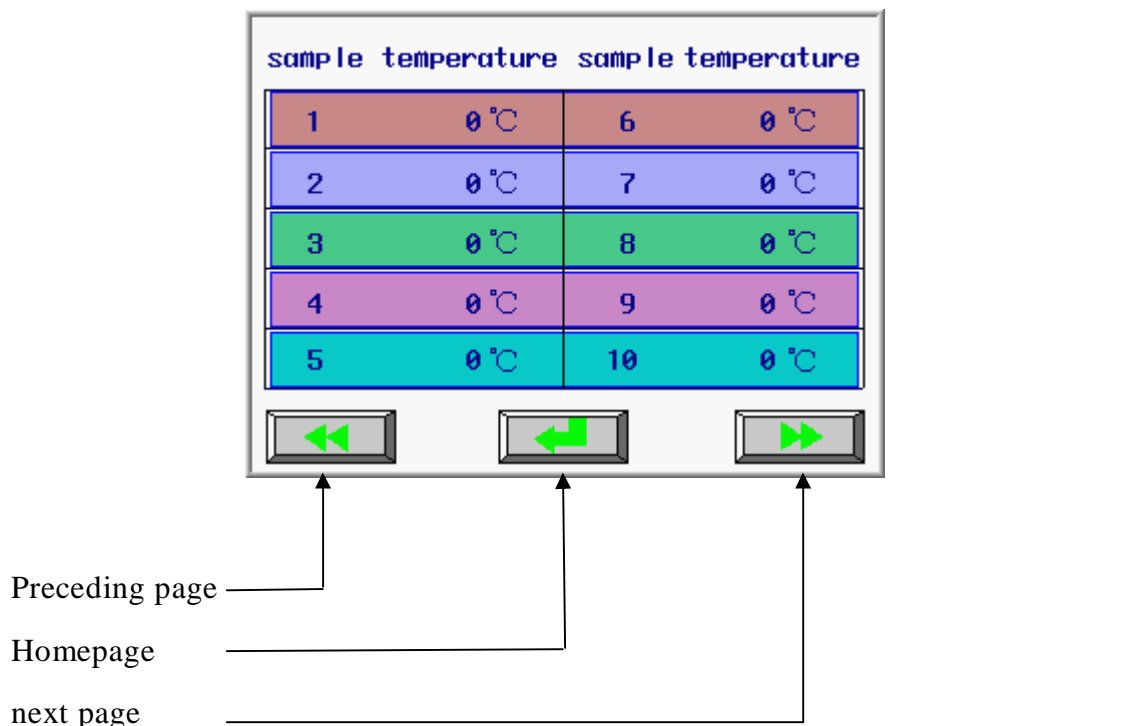 sample temperature sample temperature
1 0℃ 6 0℃
2 0℃ 7 0℃
3 0℃ 8 0℃
4 0℃ 9 0℃
5 0℃ 10 0℃
Preceding page
Homepage
next page